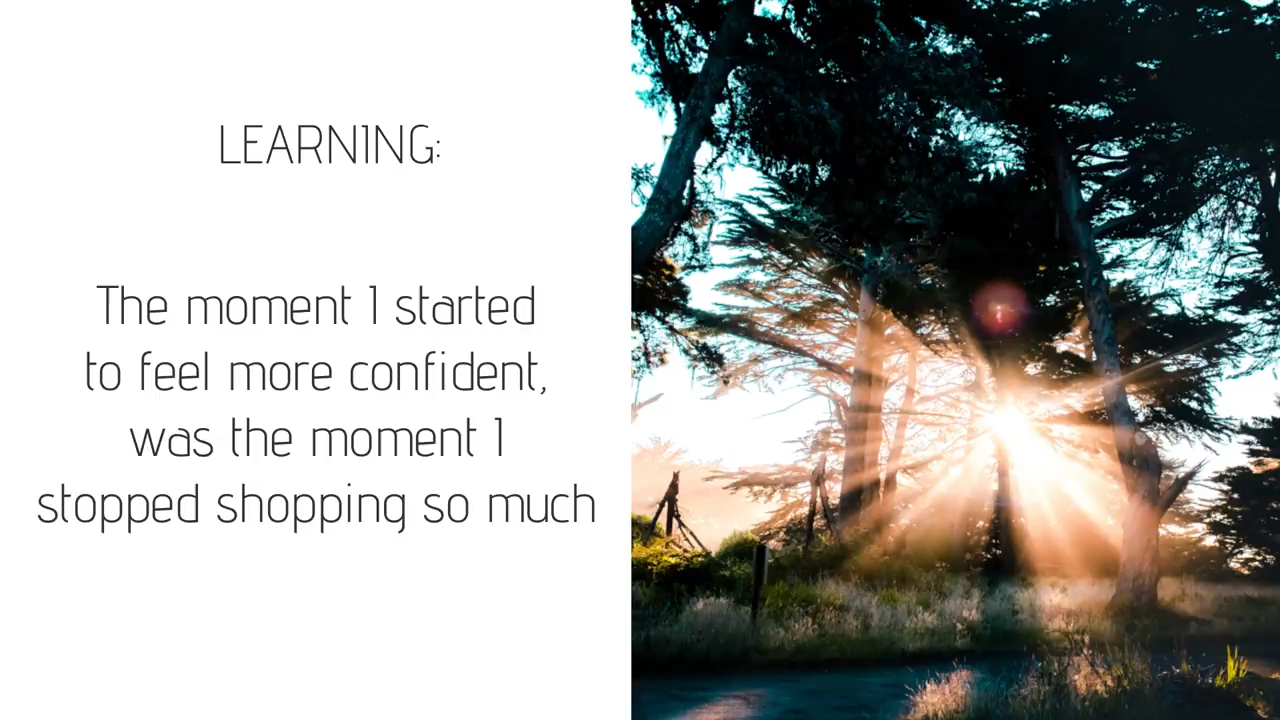 LEARNING:
The moment I started
to feel more confident,
was the moment I
stopped shopping so much